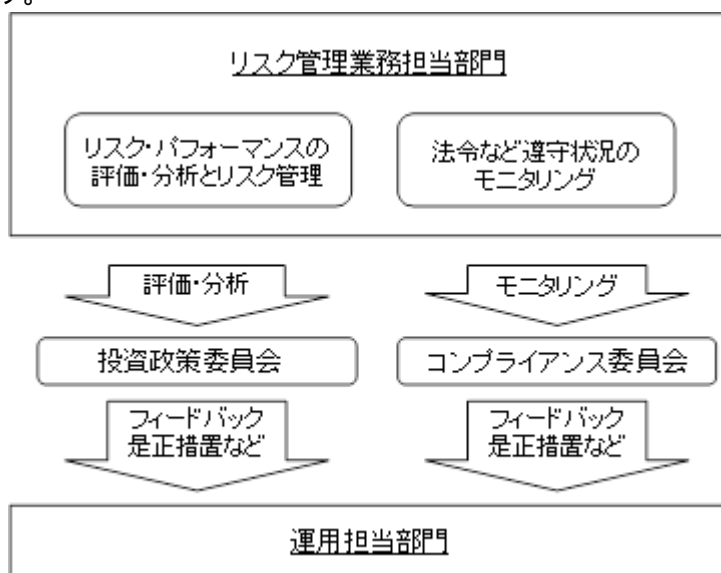 す。
リスク管理業務担当部門
リスク・パフォーマンスの
評価・分析とリスク管理
法令など遵守状況の
モニタリング
評価・分析
モニタリング
投資政策委員会
コンプライアンス委員会
フィードバック
是正措置など
フィードバック
是正措置など
運用担当部門